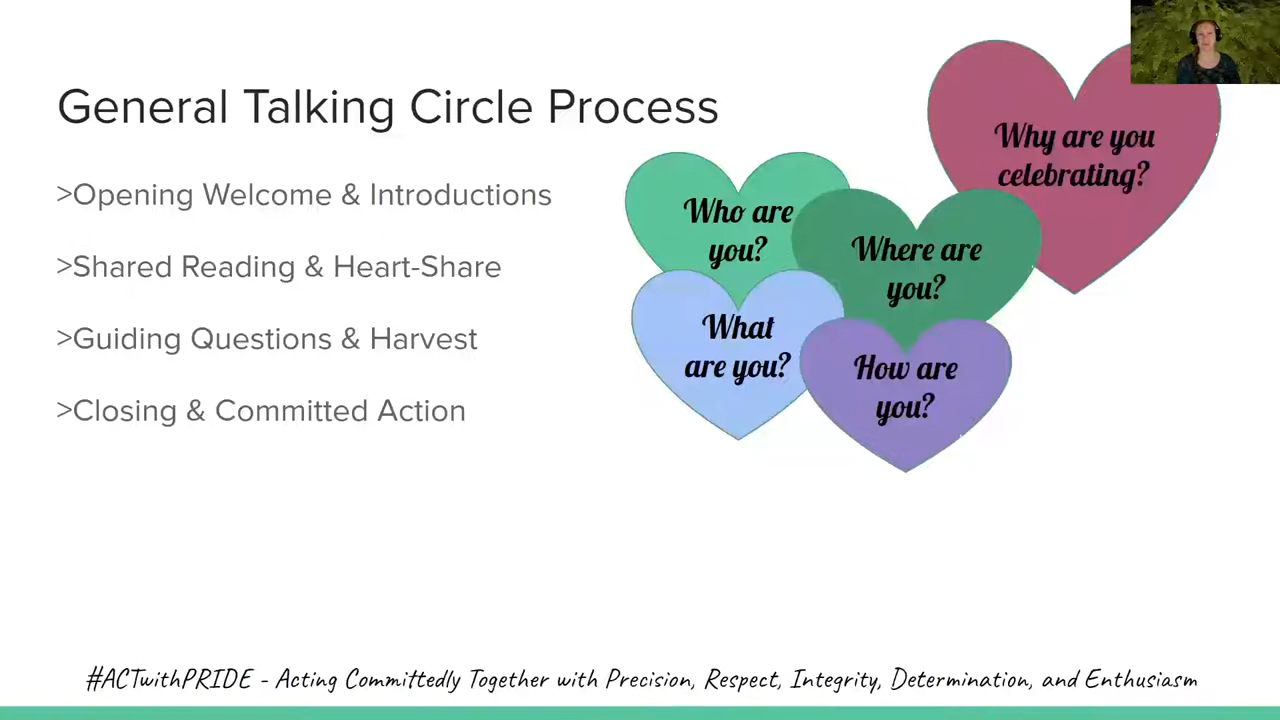 General Talking Circle Process
>Opening Welcome & Introductions
>Shared Reading & Heart-Share
>Guiding Questions & Harvest
>Closing & Committed Action
Why are you
celebrating?
Who are
you?
Where are
you?
What
are you?
How are
you?
#ACTwithPRIDE - Acting Committedly Together with Precision, Respect, Integrity, Determination, and Enthusiasm